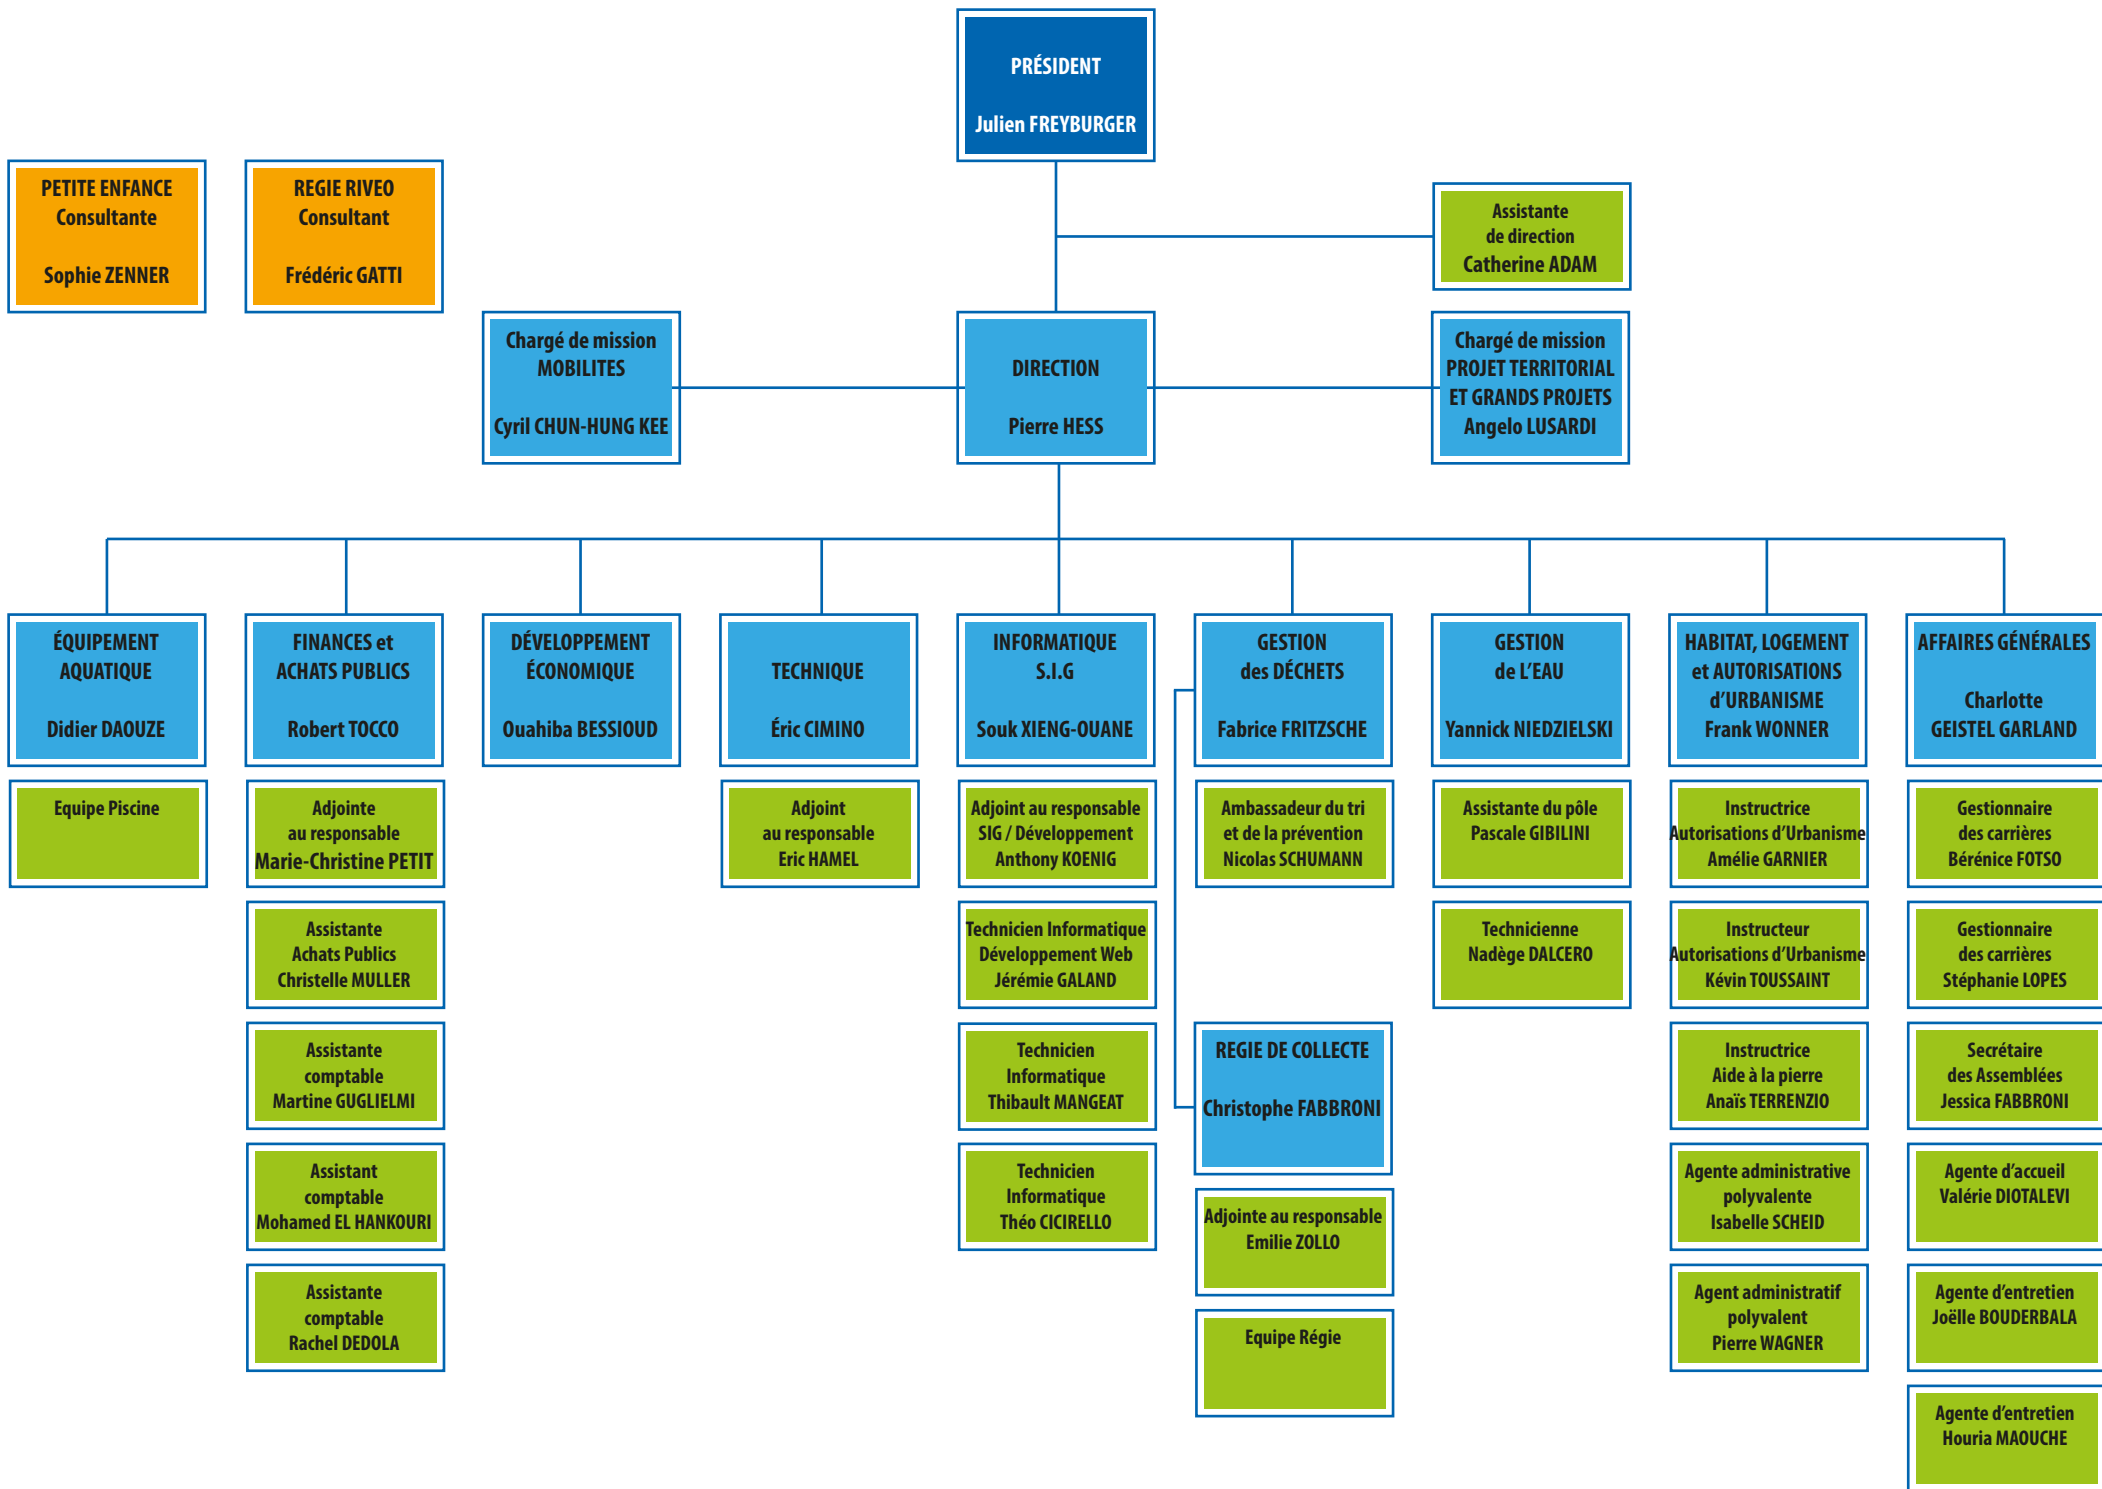 PRÉSIDENT
Julien FREYBURGER
PETITE ENFANCE
Consultante
Sophie ZENNER
REGIE RIVEO
Consultant
Frédéric GATTI
Assistante
de direction
Catherine ADAM
Chargé de mission
MOBILITES
Cyril CHUN-HUNG KEE
DIRECTION
Pierre HESS
Chargé de mission
PROJET TERRITORIAL
ET GRANDS PROJETS
Angelo LUSARDI
ÉQUIPEMENT
AQUATIQUE
Didier DAOUZE
Equipe Piscine
FINANCES et
ACHATS PUBLICS
Robert TOCCO
Adjointe
au responsable
Marie-Christine PETIT
Assistante
Achats Publics
Christelle MULLER
Assistante
comptable
Martine GUGLIELMI
Assistant
comptable
Mohamed EL HANKOURI
Assistante
comptable
Rachel DEDOLA
DÉVELOPPEMENT
ÉCONOMIQUE
Ouahiba BESSIOUD
TECHNIQUE
Éric CIMINO
Adjoint
au responsable
Eric HAMEL
INFORMATIQUE
S.I.G
Souk XIENG-OUANE
Adjoint au responsable
SIG / Développement
Anthony KOENIG
Technicien Informatique
Développement Web
Jérémie GALAND
Technicien
Informatique
Thibault MANGEAT
Technicien
Informatique
Théo CICIRELLO
GESTION
des DÉCHETS
Fabrice FRITZSCHE
Ambassadeur du tri
et de la prévention
Nicolas SCHUMANN
REGIE DE COLLECTE
Christophe FABBRONI
Adjointe au responsable
Emilie ZOLLO
Equipe Régie
GESTION
de L'EAU
Yannick NIEDZIELSKI
Assistante du pôle
Pascale GIBILINI
Technicienne
Nadège DALCERO
HABITAT, LOGEMENT
et AUTORISATIONS
d'URBANISME
Frank WONNER
Instructrice
Autorisations d'Urbanisme
Amélie GARNIER
Instructeur
Autorisations d'Urbanisme
Kévin TOUSSAINT
Instructrice
Aide à la pierre
Anaïs TERRENZIO
Agente administrative
polyvalente
Isabelle SCHEID
Agent administratif
polyvalent
Pierre WAGNER
AFFAIRES GÉNÉRALES
Charlotte
GEISTEL GARLAND
Gestionnaire
des carrières
Bérénice FOTSO
Gestionnaire
des carrières
Stéphanie LOPES
Secrétaire
des Assemblées
Jessica FABBRONI
Agente d'accueil
Valérie DIOTALEVI
Agente d'entretien
Joëlle BOUDERBALA
Agente d'entretien
Houria MAOUCHE